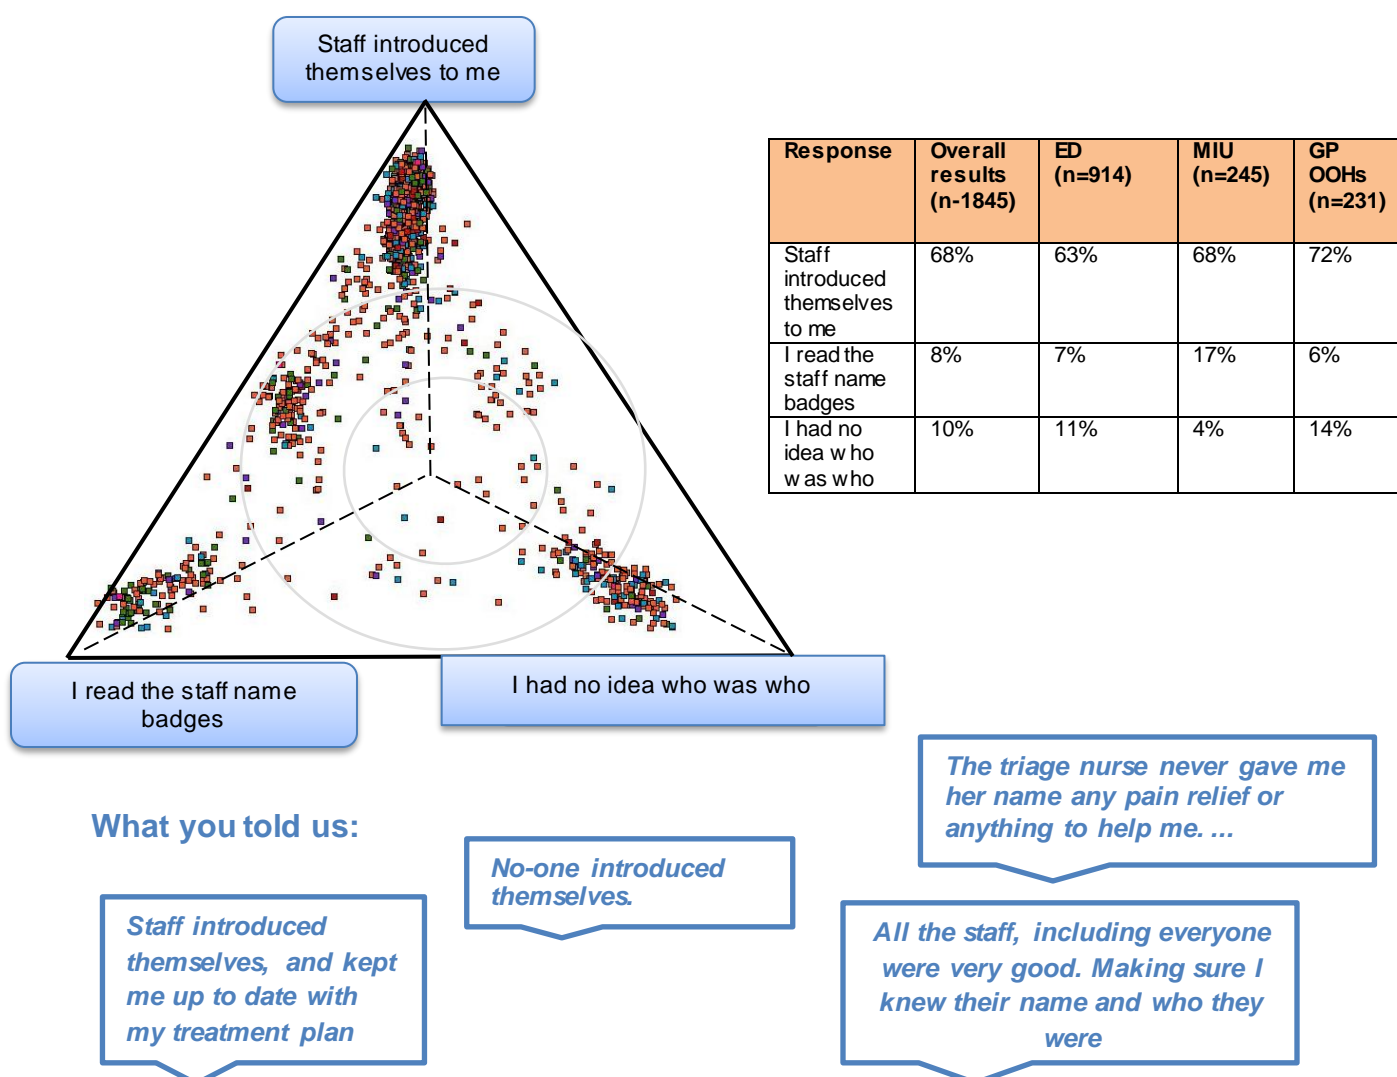 Staff introduced
themselves to me
Response
Overall
results
(n-1845)
ED
(n=914)
MIU
(n=245)
GP
OOHs
(n=231)
Staff
introduced
themselves
to me
68%
63%
68%
72%
I read the
staff name
badges
8%
7%
17%
6%
I had no
idea who
was who
10%
11%
4%
14%
I read the staff name
badges
I had no idea who was who
What you told us:
The triage nurse never gave me
her name any pain relief or
anything to help me. ...
No-one introduced
themselves.
Staff introduced
themselves, and kept
me up to date with
my treatment plan
All the staff, including everyone
were very good. Making sure I
knew their name and who they
were